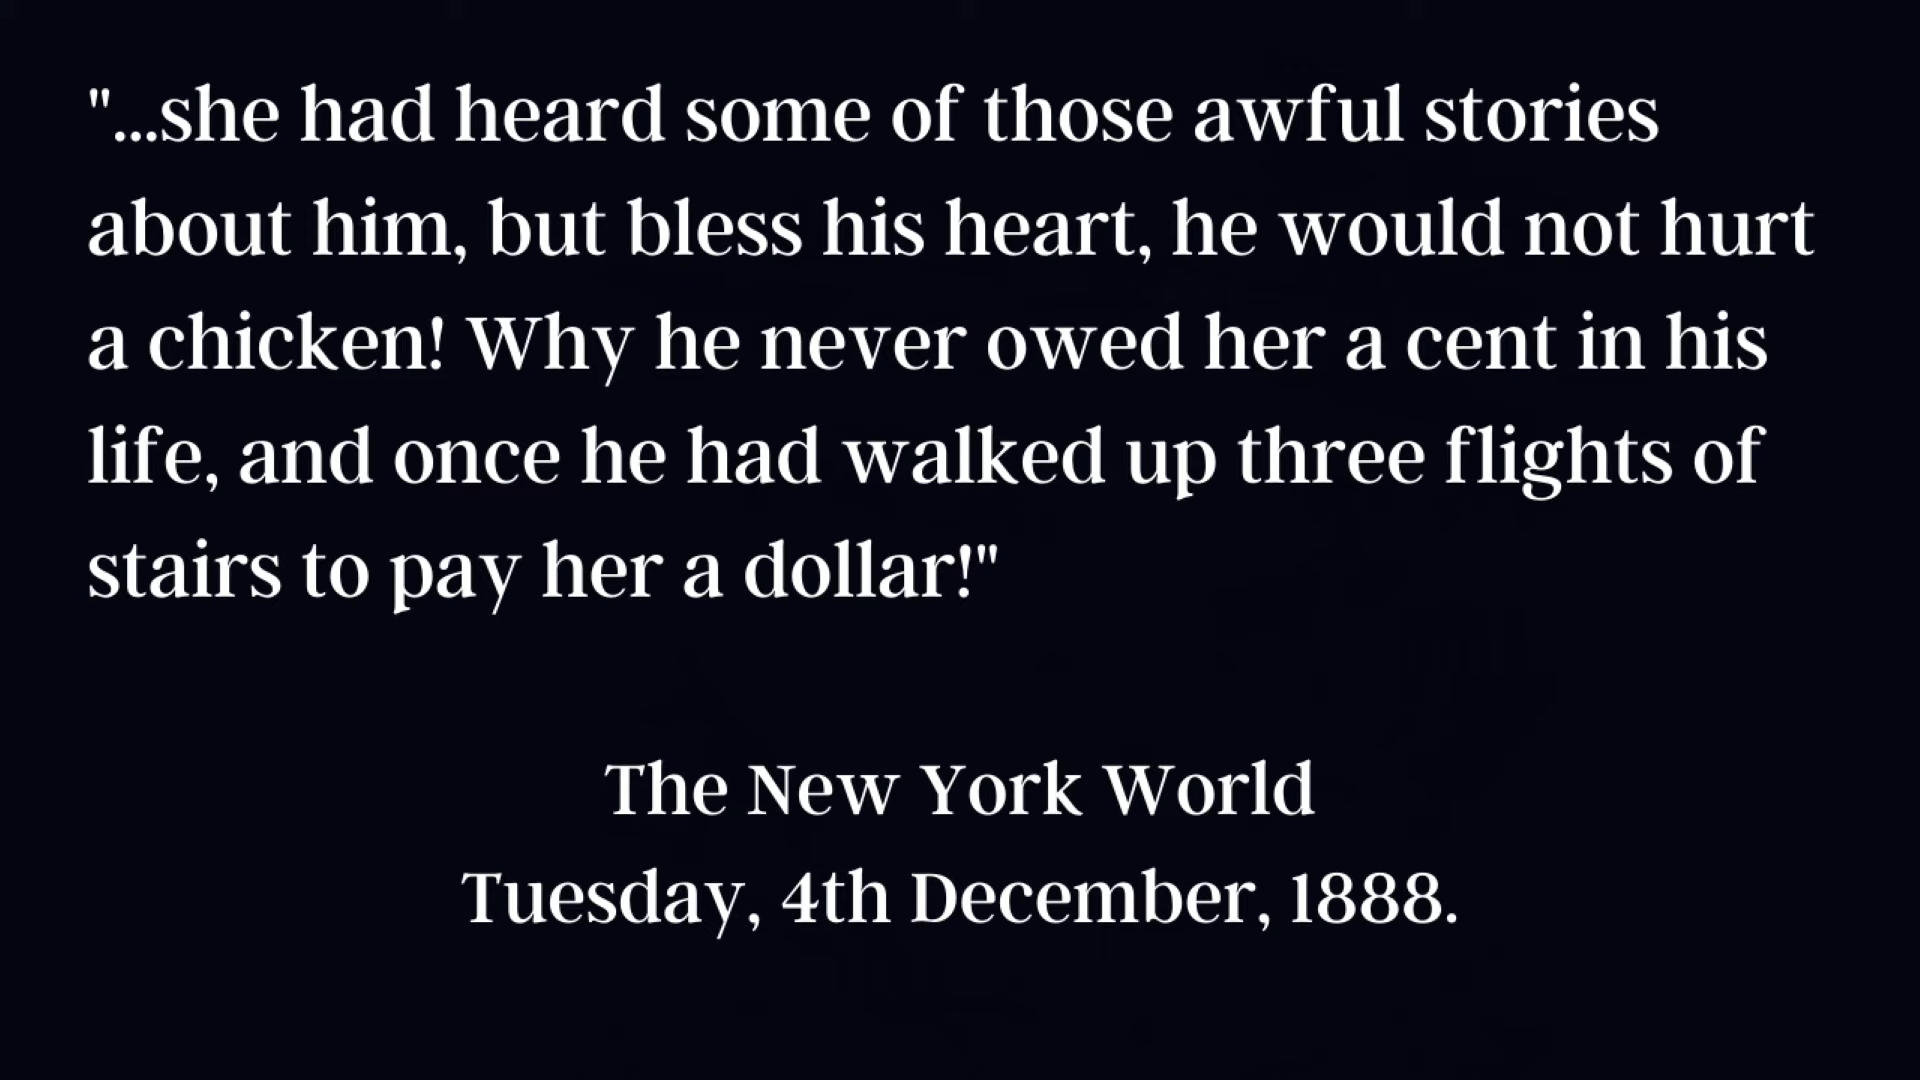 "...she had heard some of those awful stories
about him, but bless his heart, he would not hurt
a chicken! Why he never owed her a cent in his
life, and once he had walked up three flights of
stairs to pay her a dollar!"
The New York World
Tuesday, 4th December, 1888.